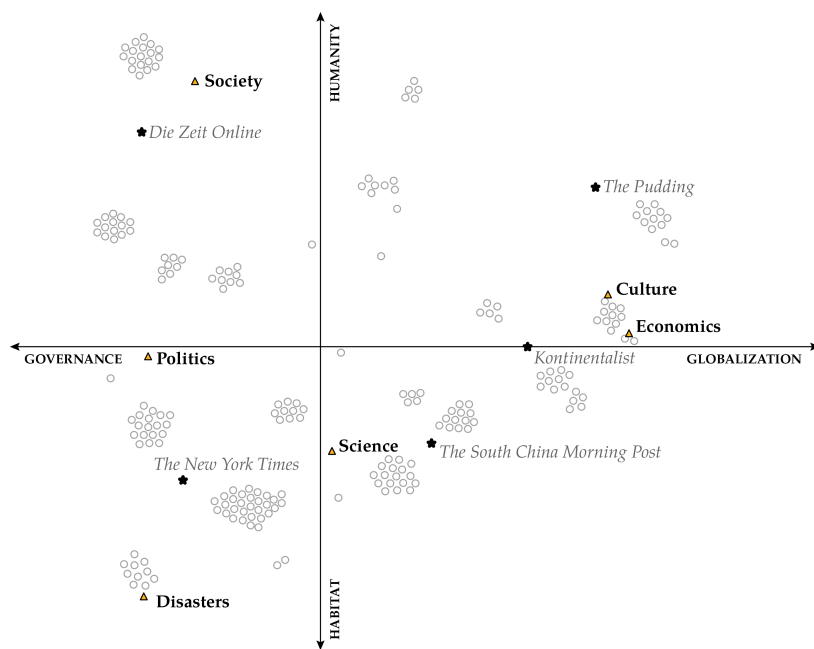 HUMANITY
Society
Die Zeit Online
The Pudding
Culture
Economics
GOVERNANCE
Politics
Kontinentalist
GLOBALIZATION
Science
The South China Morning Post
The New York Times
Disasters
HABITAT